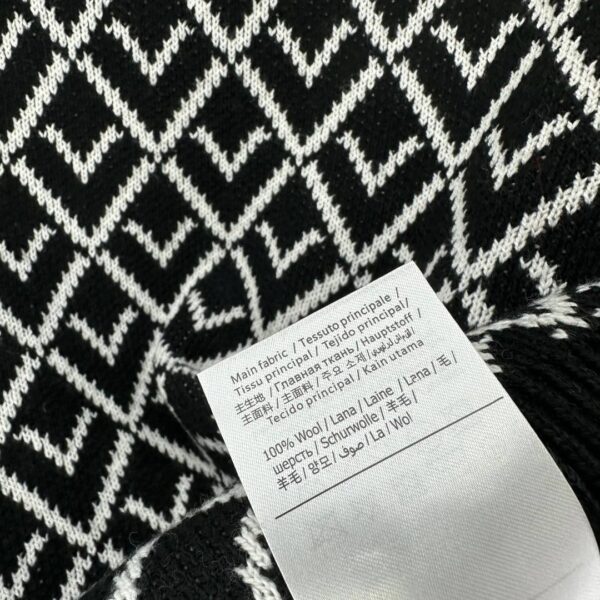 Main fabric / Tessuto principale /
Tissu principal / Tejido principal/
主生地 / Главная ткань / Hauptstoff /
主面料 / 主面料 / 주요 소재 /
Tecido principal / Kain utama
100% Wool / Lana / Laine / Lana / 毛 /
шерсть / Schurwolle / 羊毛 /
羊毛 / 양모 / صوف / La / Wol